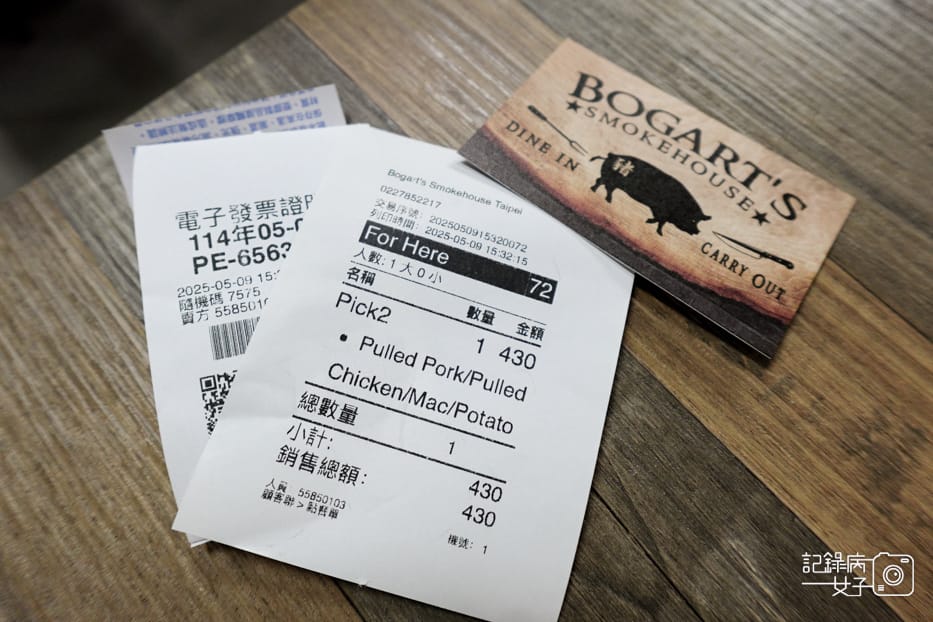 BOGART'S
★SMOKEHOUSE★
DINE IN
豬
CARRY OUT
電子發票證明
114年05-0
PE-6563
2025-05-09 15:3
隨機碼 7575
賣方 5585010
Bogart's Smokehouse Taipei
0227852217
交易序號: 2025050915320072
列印時間: 2025-05-09 15:32:15
For Here 72
人數: 1 大 0 小
名稱 數量 金額
Pick2 1 430
• Pulled Pork/Pulled
Chicken/Mac/Potato
總數量 1
小計: 430
銷售總額: 430
人員 55850103
顧客聯 > 點餐單
機號: 1
記錄病
女子